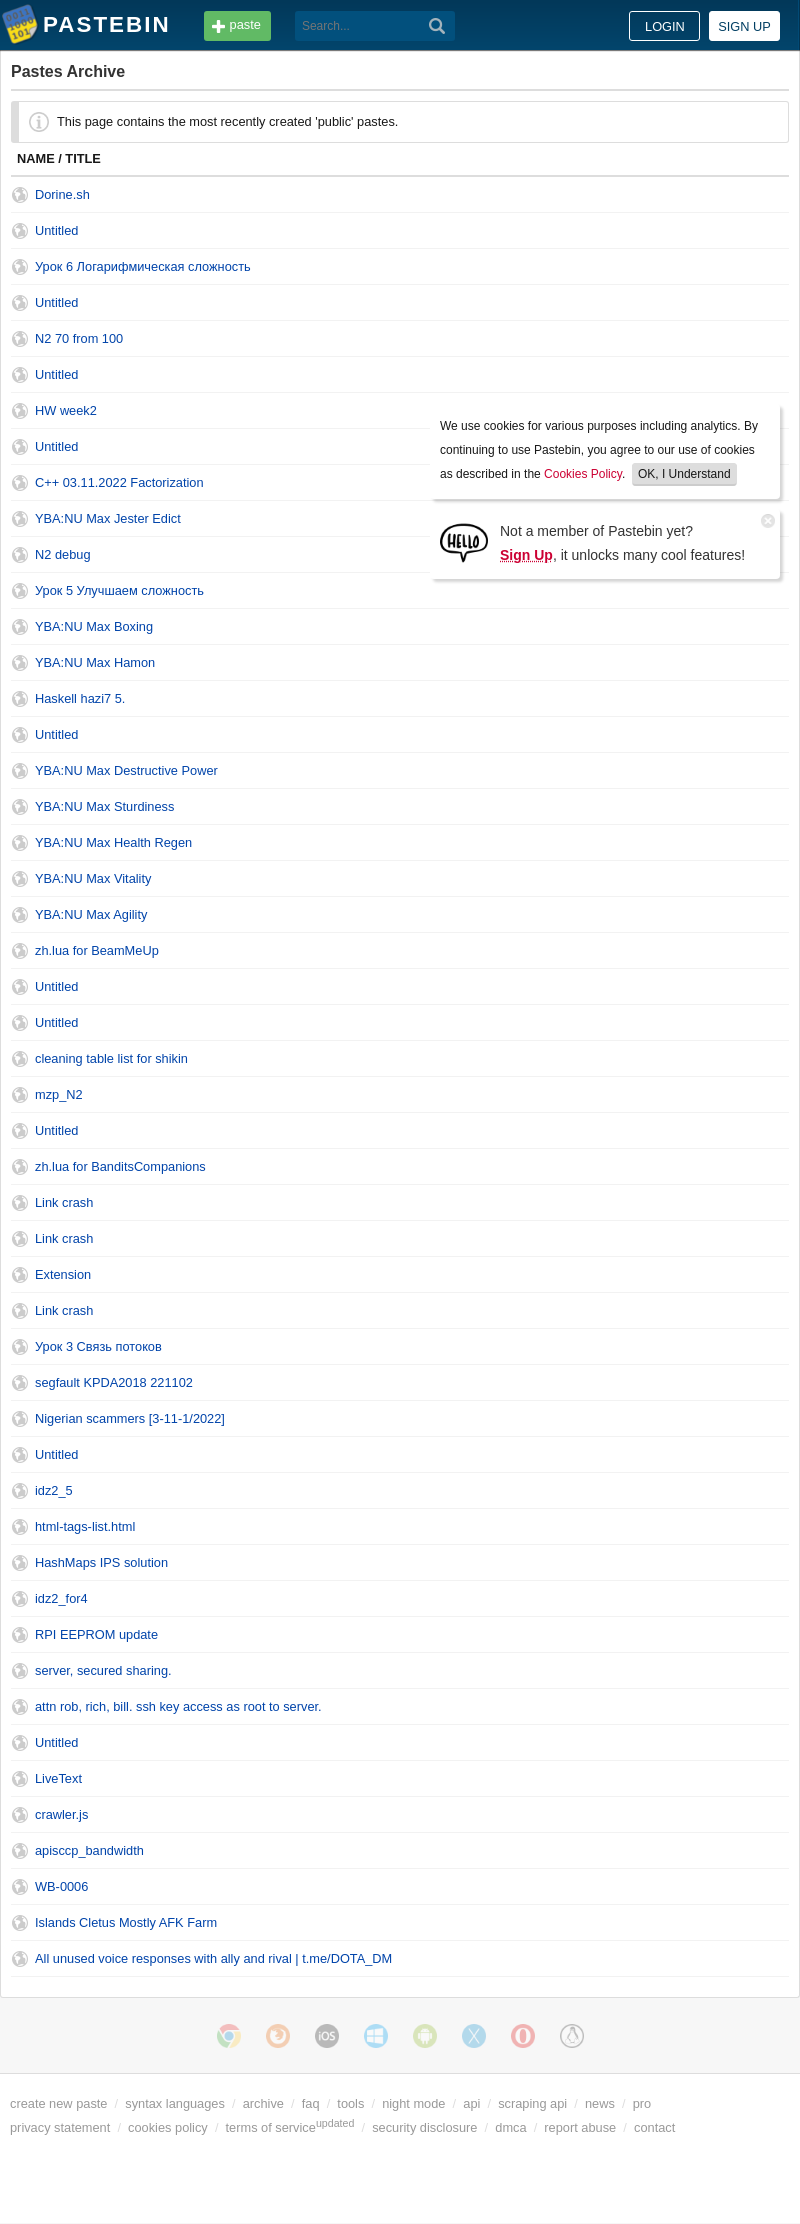 PASTEBIN
paste
Search...
LOGIN
SIGN UP
Pastes Archive
This page contains the most recently created 'public' pastes.
NAME / TITLE
Dorine.sh
Untitled
Урок 6 Логарифмическая сложность
Untitled
N2 70 from 100
Untitled
HW week2
Untitled
C++ 03.11.2022 Factorization
YBA:NU Max Jester Edict
N2 debug
Урок 5 Улучшаем сложность
We use cookies for various purposes including analytics. By
continuing to use Pastebin, you agree to our use of cookies
as described in the Cookies Policy. OK, I Understand
HELLO
Not a member of Pastebin yet?
Sign Up, it unlocks many cool features!
YBA:NU Max Boxing
YBA:NU Max Hamon
Haskell hazi7 5.
Untitled
YBA:NU Max Destructive Power
YBA:NU Max Sturdiness
YBA:NU Max Health Regen
YBA:NU Max Vitality
YBA:NU Max Agility
zh.lua for BeamMeUp
Untitled
Untitled
cleaning table list for shikin
mzp_N2
Untitled
zh.lua for BanditsCompanions
Link crash
Link crash
Extension
Link crash
Урок 3 Связь потоков
segfault KPDA2018 221102
Nigerian scammers [3-11-1/2022]
Untitled
idz2_5
html-tags-list.html
HashMaps IPS solution
idz2_for4
RPI EEPROM update
server, secured sharing.
attn rob, rich, bill. ssh key access as root to server.
Untitled
LiveText
crawler.js
apisccp_bandwidth
WB-0006
Islands Cletus Mostly AFK Farm
All unused voice responses with ally and rival | t.me/DOTA_DM
iOS
create new paste / syntax languages / archive / faq / tools / night mode / api / scraping api / news / pro
privacy statement / cookies policy / terms of service updated / security disclosure / dmca / report abuse / contact